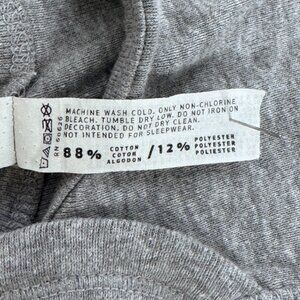 MACHINE WASH COLD. ONLY NON-CHLORINE
BLEACH. TUMBLE DRY LOW. DO NOT IRON ON
DECORATION. DO NOT DRY CLEAN.
NOT INTENDED FOR SLEEPWEAR.
88% COTTON COTON ALGODON / 12% POLYESTER POLYESTER POLIESTER